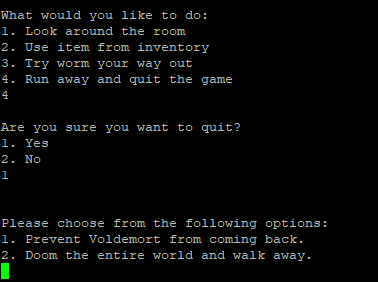 What would you like to do:
1. Look around the room
2. Use item from inventory
3. Try worm your way out
4. Run away and quit the game
4
Are you sure you want to quit?
1. Yes
2. No
1
Please choose from the following options:
1. Prevent Voldemort from coming back.
2. Doom the entire world and walk away.